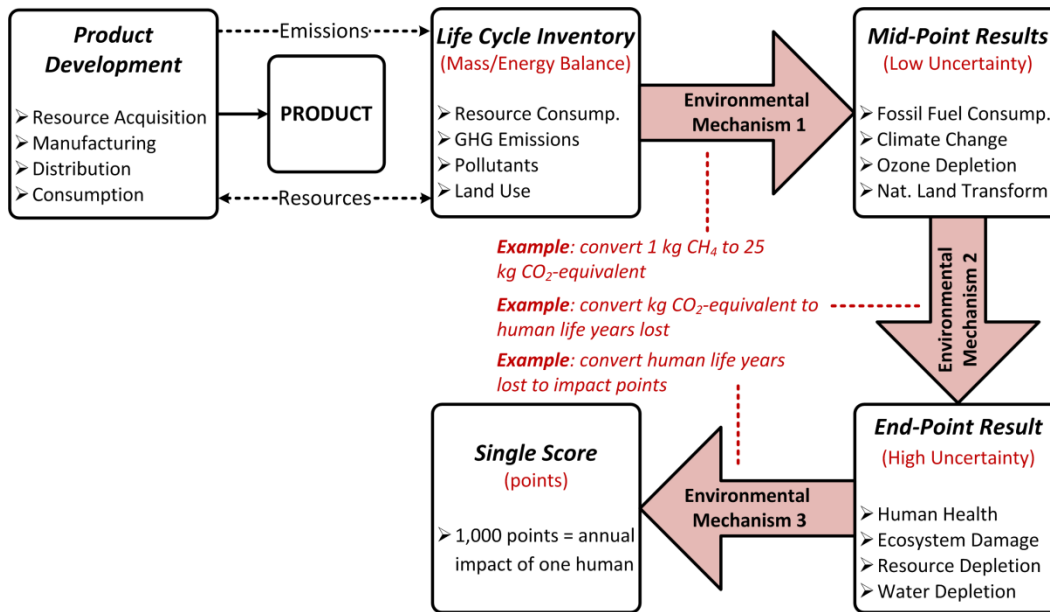 Product
Development
➢ Resource Acquisition
➢ Manufacturing
➢ Distribution
➢ Consumption
Emissions
PRODUCT
Resources
Life Cycle Inventory
(Mass/Energy Balance)
➢ Resource Consump.
➢ GHG Emissions
➢ Pollutants
➢ Land Use
Environmental
Mechanism 1
Mid-Point Results
(Low Uncertainty)
➢ Fossil Fuel Consump.
➢ Climate Change
➢ Ozone Depletion
➢ Nat. Land Transform
Example: convert 1 kg CH₄ to 25
kg CO₂-equivalent
Example: convert kg CO₂-equivalent to
human life years lost
Example: convert human life years
lost to impact points
Environmental
Mechanism 2
End-Point Result
(High Uncertainty)
➢ Human Health
➢ Ecosystem Damage
➢ Resource Depletion
➢ Water Depletion
Environmental
Mechanism 3
Single Score
(points)
➢ 1,000 points = annual
impact of one human